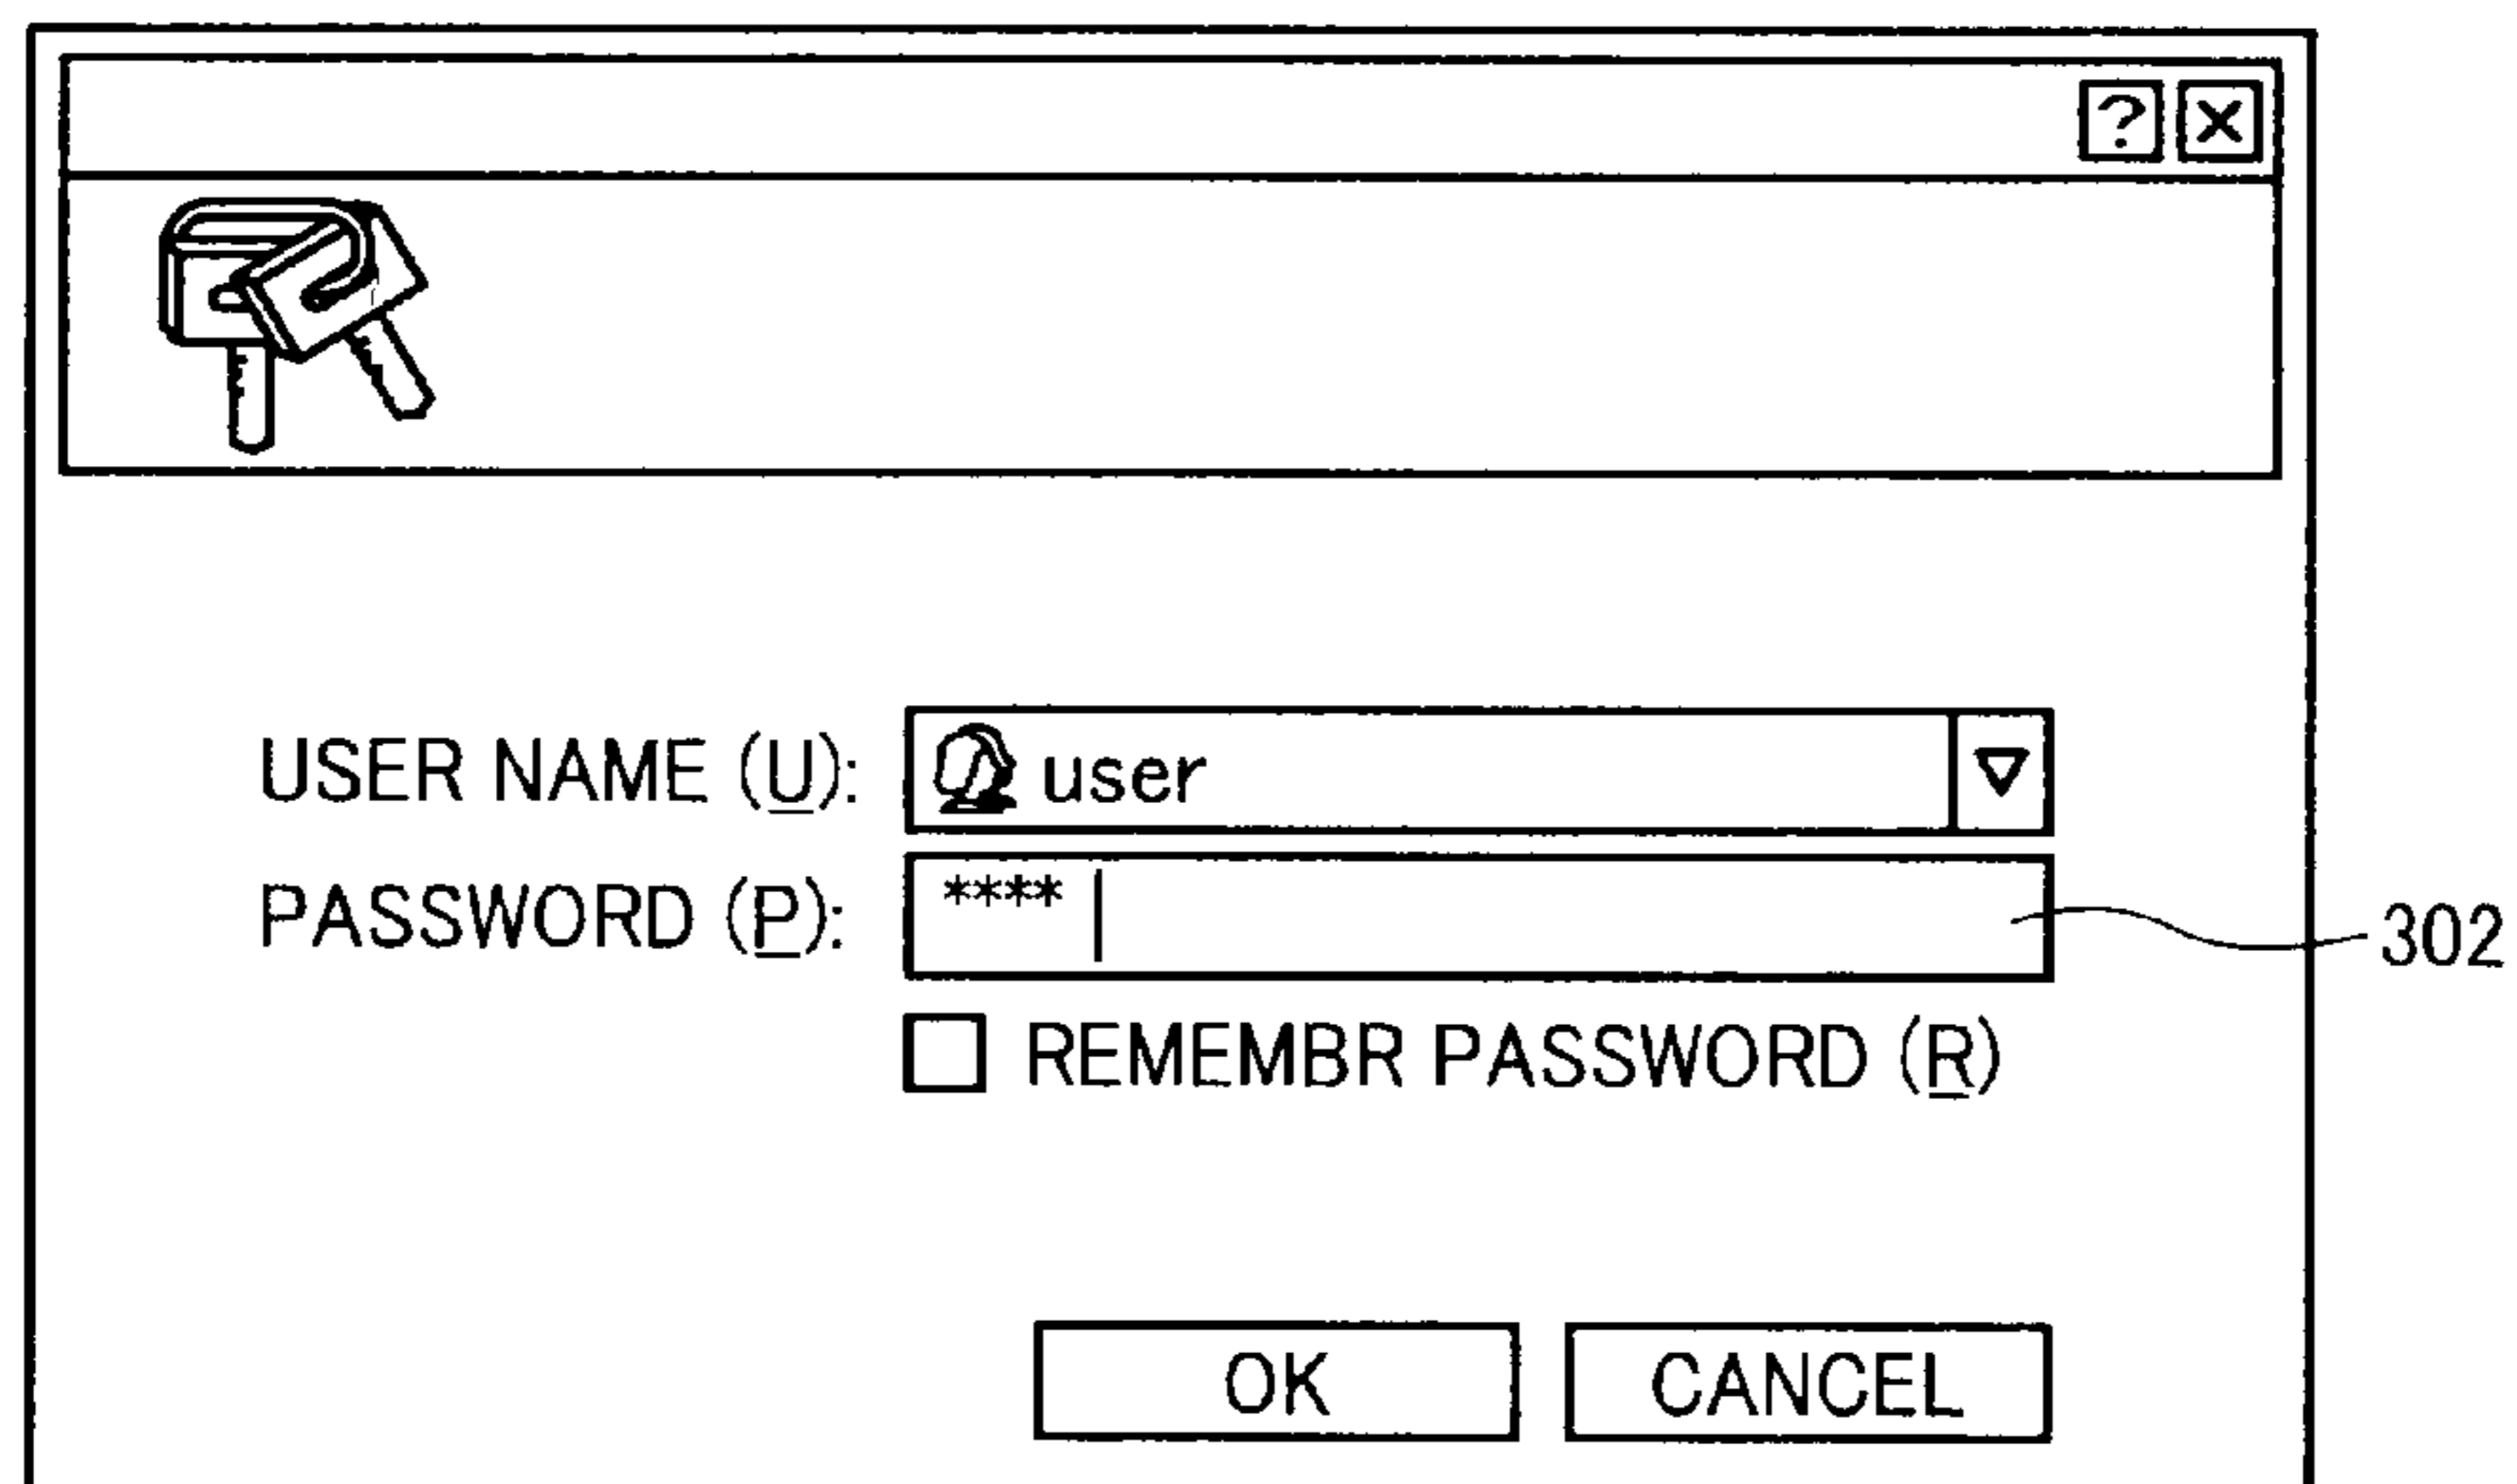 ? ×
USER NAME (U): user
PASSWORD (P): ****
302
REMEMBR PASSWORD (R)
OK CANCEL